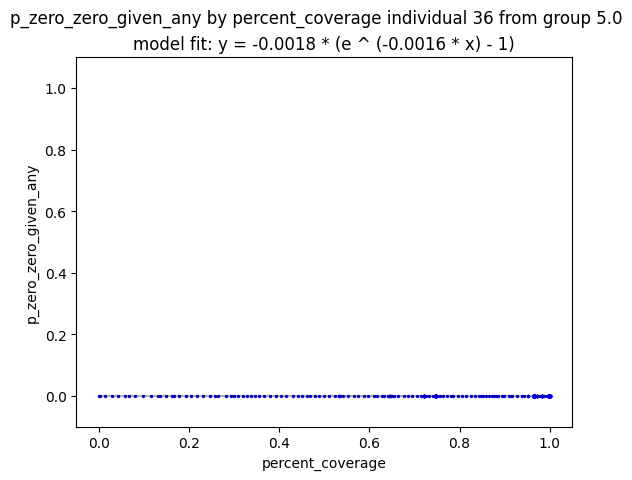 p_zero_zero_given_any by percent_coverage individual 36 from group 5.0
model fit: y = -0.0018 * (e ^ (-0.0016 * x) - 1)
1.0
0.8
0.6
0.4
0.2
0.0
p_zero_zero_given_any
0.0 0.2 0.4 0.6 0.8 1.0
percent_coverage